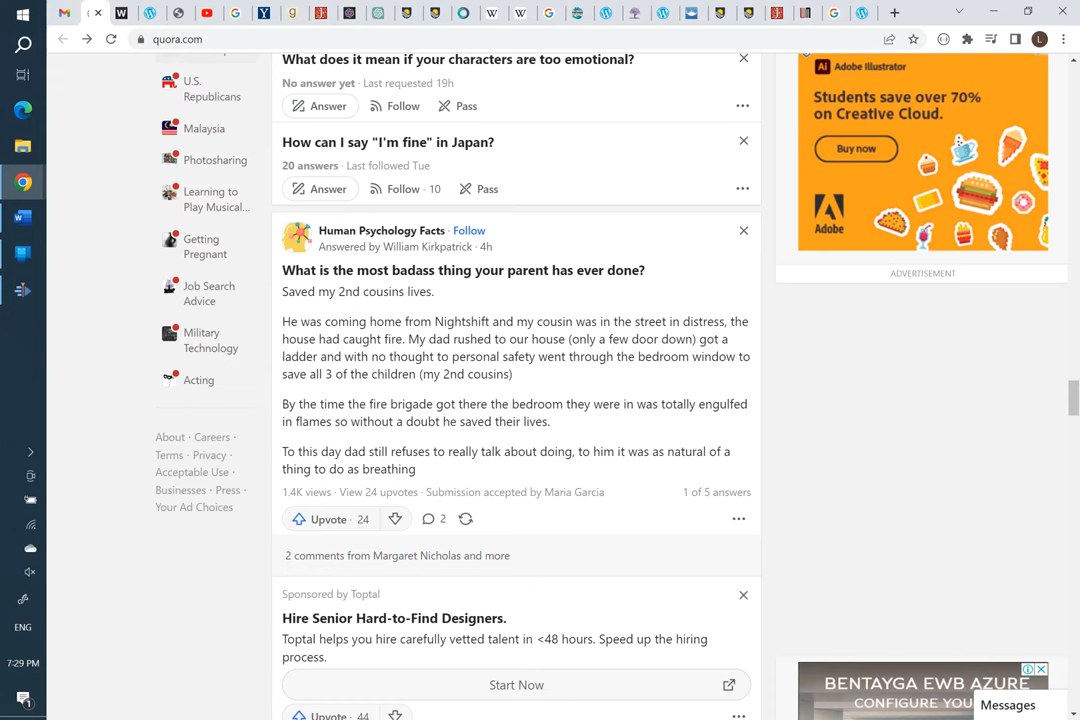 quora.com
U.S.
Republicans
Malaysia
Photosharing
Learning to
Play Musical...
Getting
Pregnant
Job Search
Advice
Military
Technology
Acting
About · Careers ·
Terms · Privacy ·
Acceptable Use ·
Businesses · Press ·
Your Ad Choices
What does it mean if your characters are too emotional?
No answer yet · Last requested 19h
Answer Follow Pass
How can I say "I'm fine" in Japan?
20 answers · Last followed Tue
Answer Follow · 10 Pass
Human Psychology Facts · Follow
Answered by William Kirkpatrick · 4h
What is the most badass thing your parent has ever done?
Saved my 2nd cousins lives.
He was coming home from Nightshift and my cousin was in the street in distress, the
house had caught fire. My dad rushed to our house (only a few door down) got a
ladder and with no thought to personal safety went through the bedroom window to
save all 3 of the children (my 2nd cousins)
By the time the fire brigade got there the bedroom they were in was totally engulfed
in flames so without a doubt he saved their lives.
To this day dad still refuses to really talk about doing, to him it was as natural of a
thing to do as breathing
1.4K views · View 24 upvotes · Submission accepted by Maria Garcia 1 of 5 answers
Upvote · 24 2
2 comments from Margaret Nicholas and more
Sponsored by Toptal
Hire Senior Hard-to-Find Designers.
Toptal helps you hire carefully vetted talent in <48 hours. Speed up the hiring
process.
Start Now
Upvote · 44
Ai Adobe Illustrator
Students save over 70%
on Creative Cloud.
Buy now
Adobe
ADVERTISEMENT
BENTAYGA EWB AZURE
CONFIGURE YOU
Messages
ENG
7:29 PM
1
L